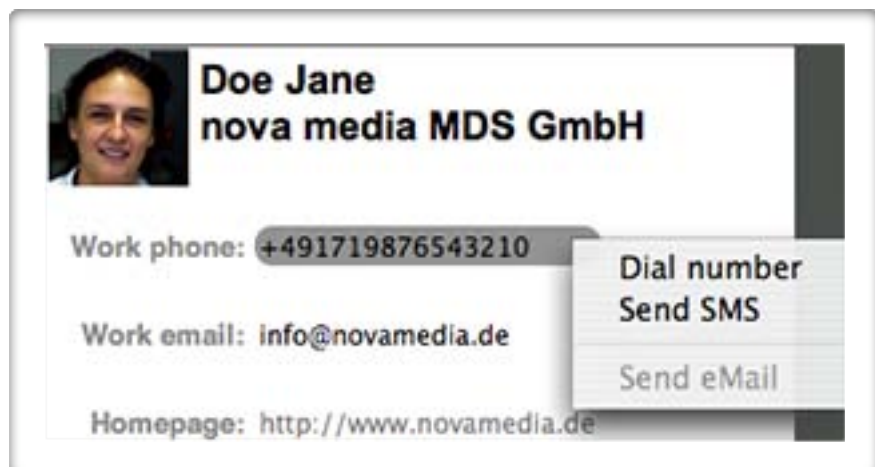 Doe Jane
nova media MDS GmbH
Work phone: +491719876543210
Dial number
Send SMS
Work email: info@novamedia.de
Send eMail
Homepage: http://www.novamedia.de